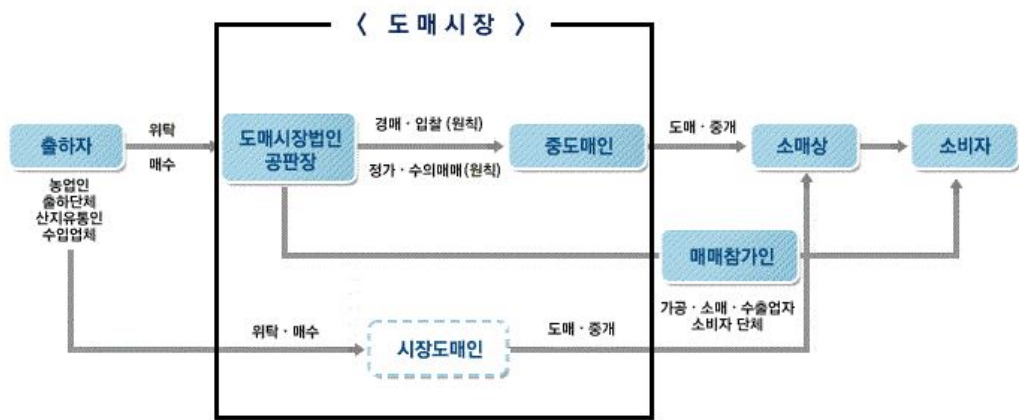 〈 도매시장 〉
출하자
위탁
매수
농업인
출하단체
산지유통인
수입업체
도매시장법인
공판장
경매 · 입찰 (원칙)
정가 · 수의매매(원칙)
중도매인
도매 · 중개
소매상
소비자
매매참가인
가공 · 소매 · 수출업자
소비자 단체
위탁 · 매수
시장도매인
도매 · 중개